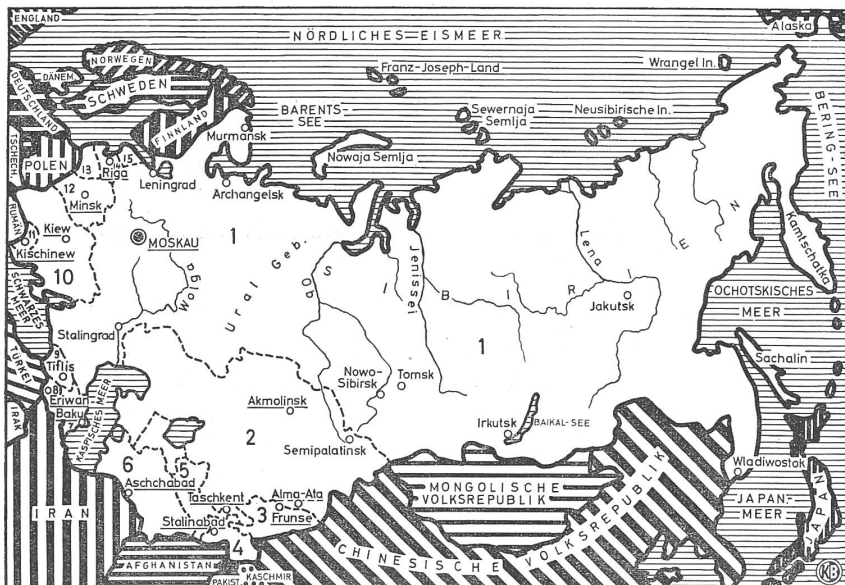 ENGLAND
NÖRDLICHES EISMEER
Alaska
NORWEGEN
DÄNEM.
SCHWEDEN
DEUTSCHLAND
FINNLAND
Franz-Joseph-Land
Wrangel In.
BARENTS-
SEE
Sewernaja
Semlja
Neusibirische In.
BERING-SEE
Murmansk
Nowaja Semlja
TSCHECH.
POLEN
13
14
15
Riga
Leningrad
Archangelsk
12
Minsk
RUMÄN.
11
Kiew
Kischinew
MOSKAU
1
10
Wolga
Ural Geb.
Ob
Jenissei
SIBIRIEN
Lena
Jakutsk
Kamtschatka
SCHWARZES
MEER
OCHOTSKISCHES
MEER
Stalingrad
1
Sachalin
TÜRKEI
9
Tiflis
8
Eriwan
Baku
IRAK
KASPISCHES MEER
Nowo-
Sibirsk
Tomsk
Akmolinsk
2
Semipalatinsk
Irkutsk
BAIKAL-SEE
6
5
Aschchabad
Taschkent
Alma-Ata
3
Frunse
Stalinabad
4
MONGOLISCHE
VOLKSREPUBLIK
Wladiwostok
JAPAN-
MEER
JAPAN
IRAN
AFGHANISTAN
PAKIST.
KASCHMIR
CHINESISCHE VOLKSREPUBLIK
KB